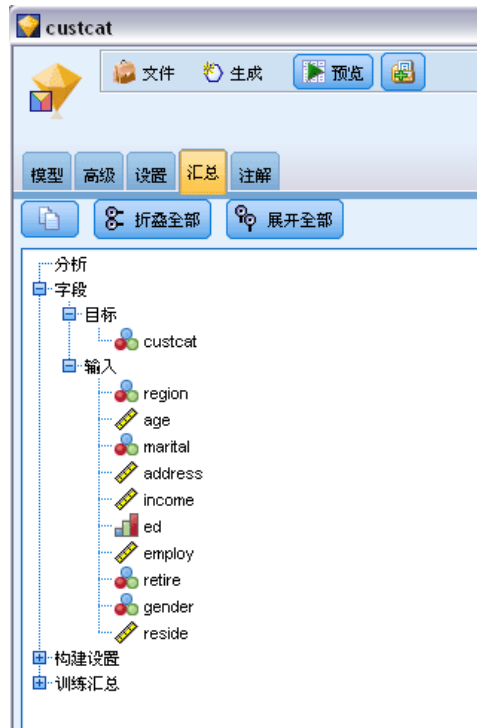 custcat
文件 生成 预览
模型 高级 设置 汇总 注解
折叠全部 展开全部
分析
字段
目标
custcat
输入
region
age
marital
address
income
ed
employ
retire
gender
reside
构建设置
训练汇总